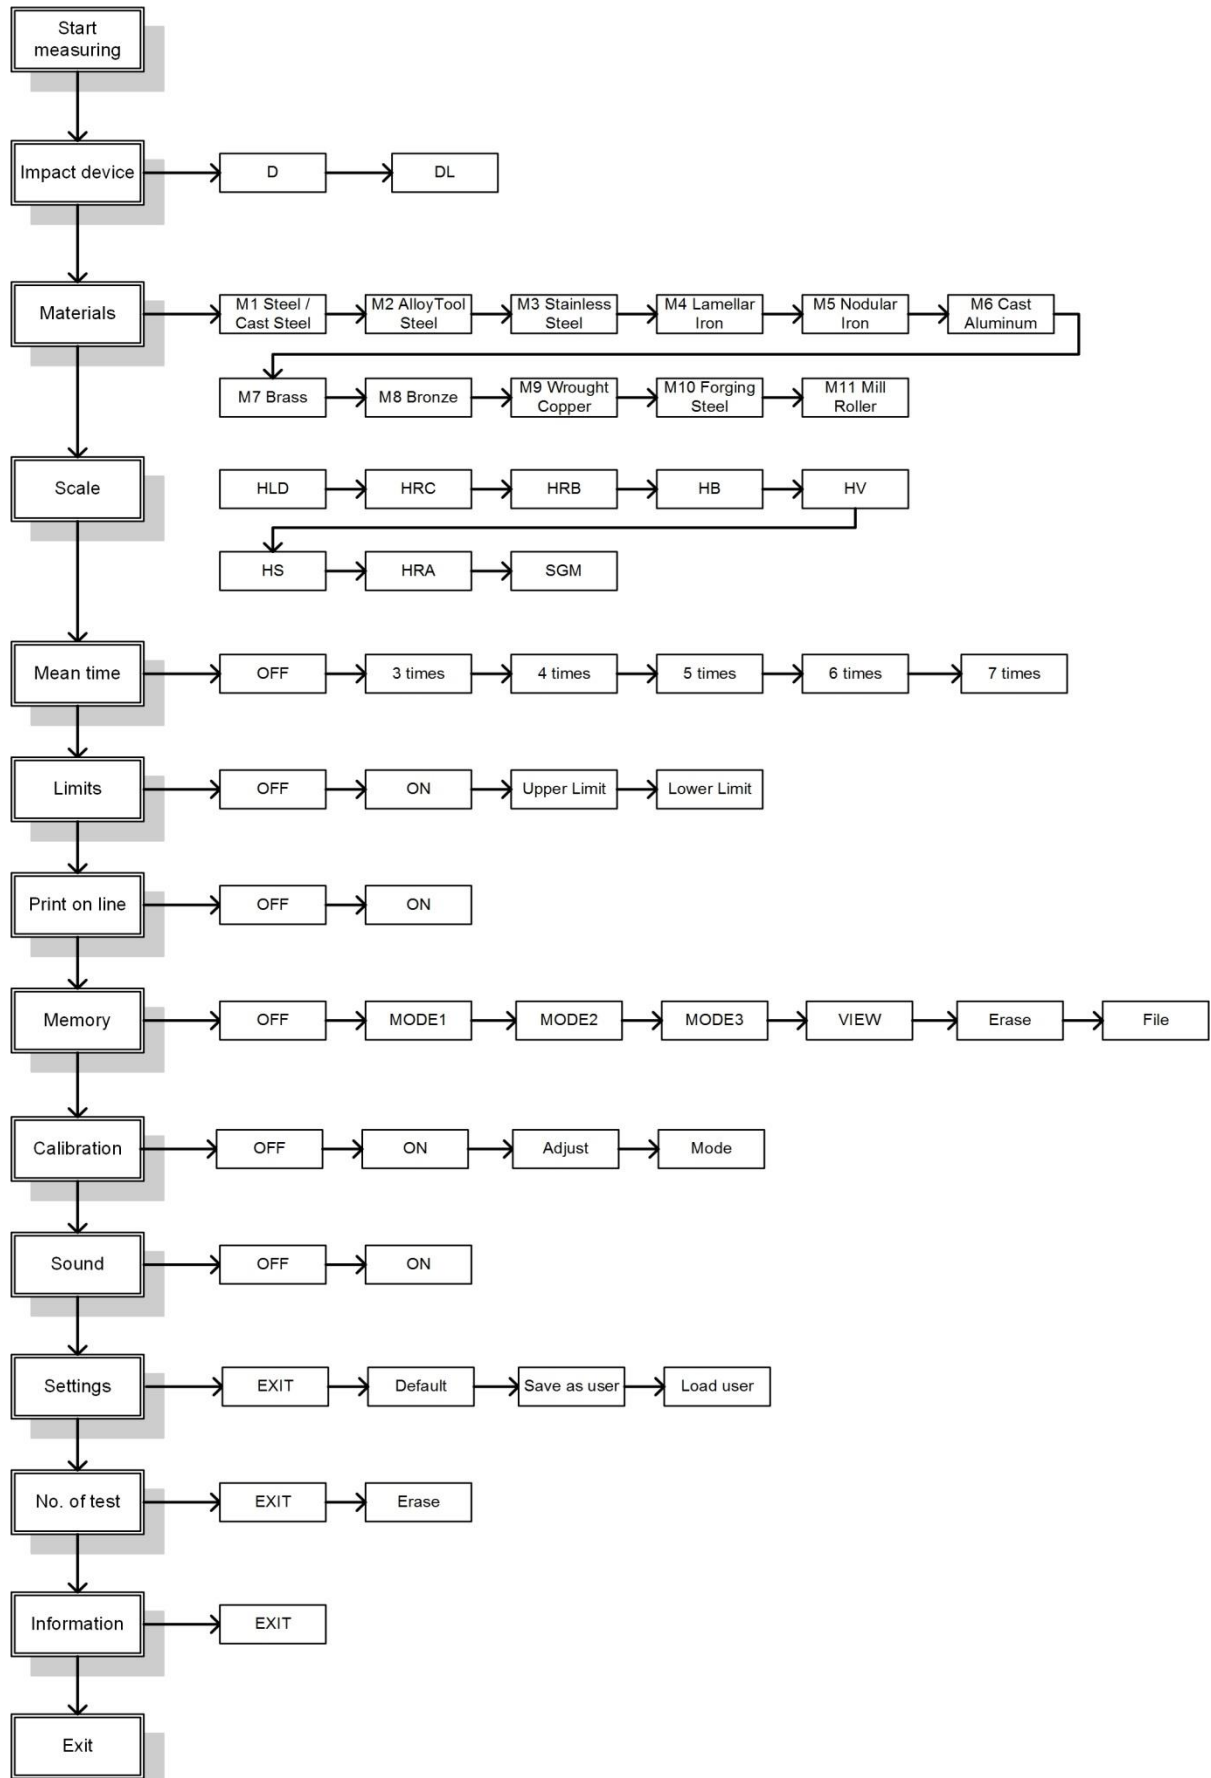 Start
measuring
Impact device
D
DL
Materials
M1 Steel /
Cast Steel
M2 AlloyTool
Steel
M3 Stainless
Steel
M4 Lamellar
Iron
M5 Nodular
Iron
M6 Cast
Aluminum
M7 Brass
M8 Bronze
M9 Wrought
Copper
M10 Forging
Steel
M11 Mill
Roller
Scale
HLD
HRC
HRB
HB
HV
HS
HRA
SGM
Mean time
OFF
3 times
4 times
5 times
6 times
7 times
Limits
OFF
ON
Upper Limit
Lower Limit
Print on line
OFF
ON
Memory
OFF
MODE1
MODE2
MODE3
VIEW
Erase
File
Calibration
OFF
ON
Adjust
Mode
Sound
OFF
ON
Settings
EXIT
Default
Save as user
Load user
No. of test
EXIT
Erase
Information
EXIT
Exit